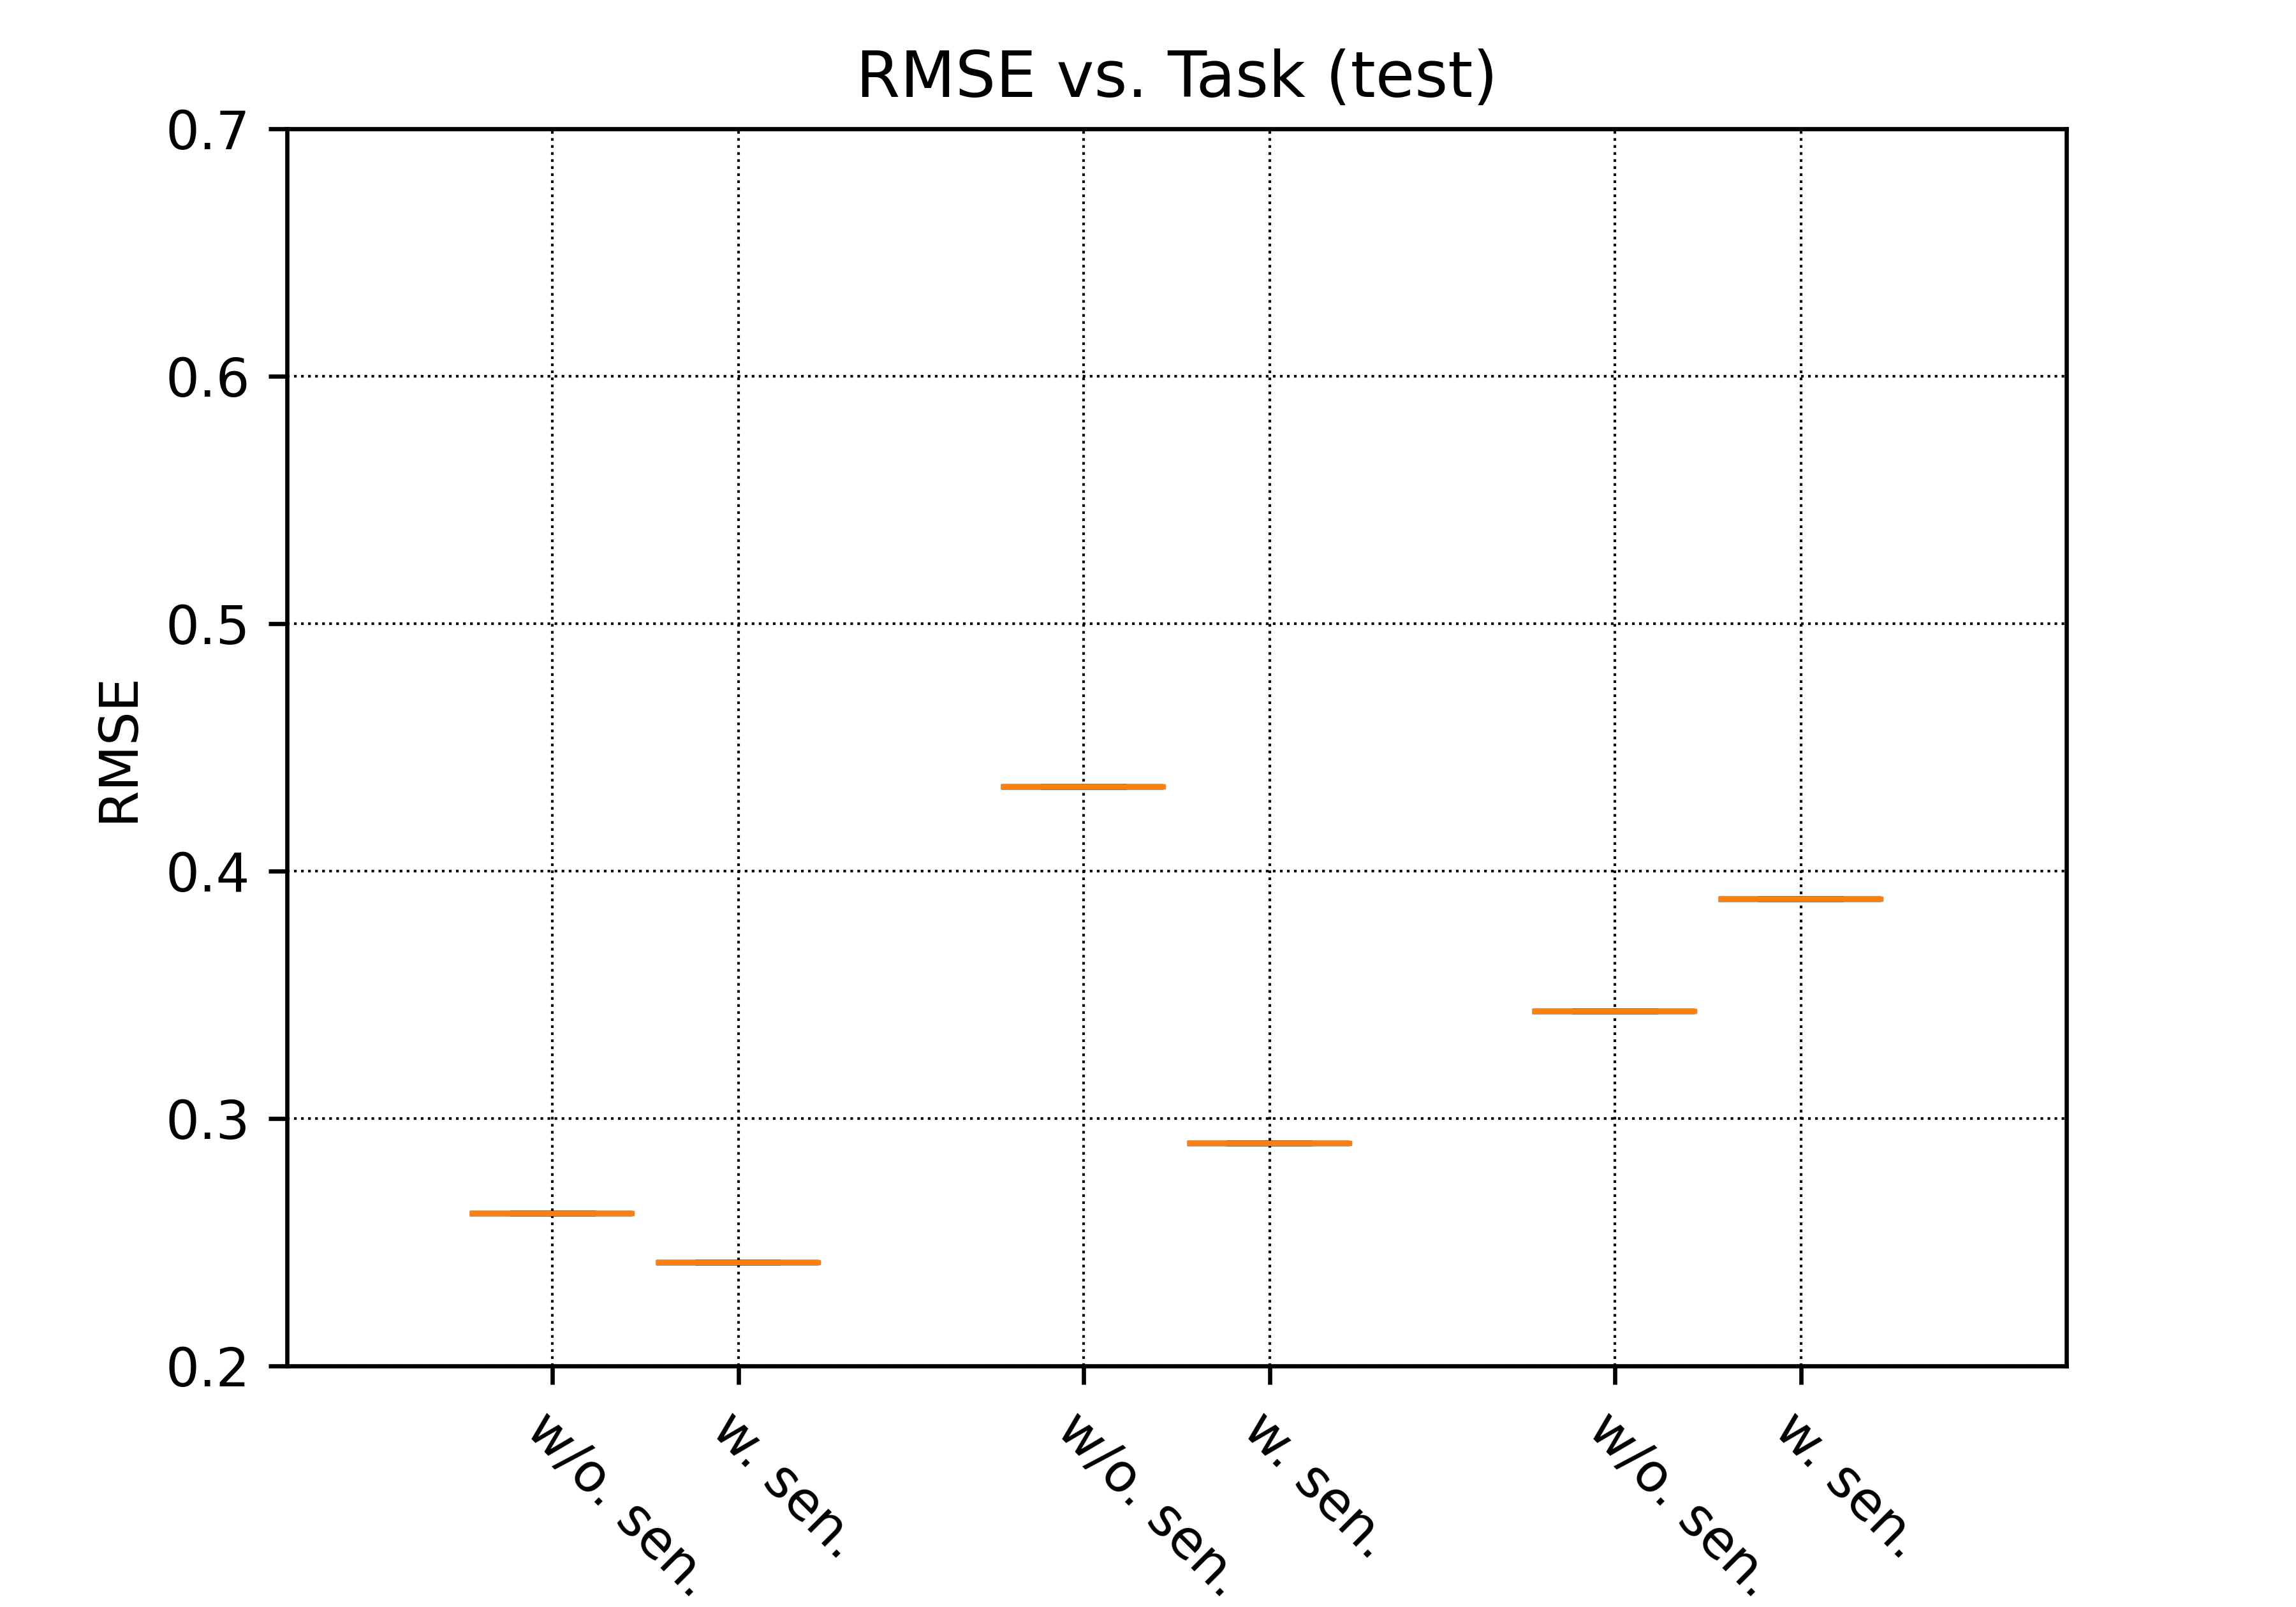 RMSE vs. Task (test)
0.7
0.6
0.5
0.4
0.3
0.2
RMSE
w/o. sen.
w. sen.
w/o. sen.
w. sen.
w/o. sen.
w. sen.